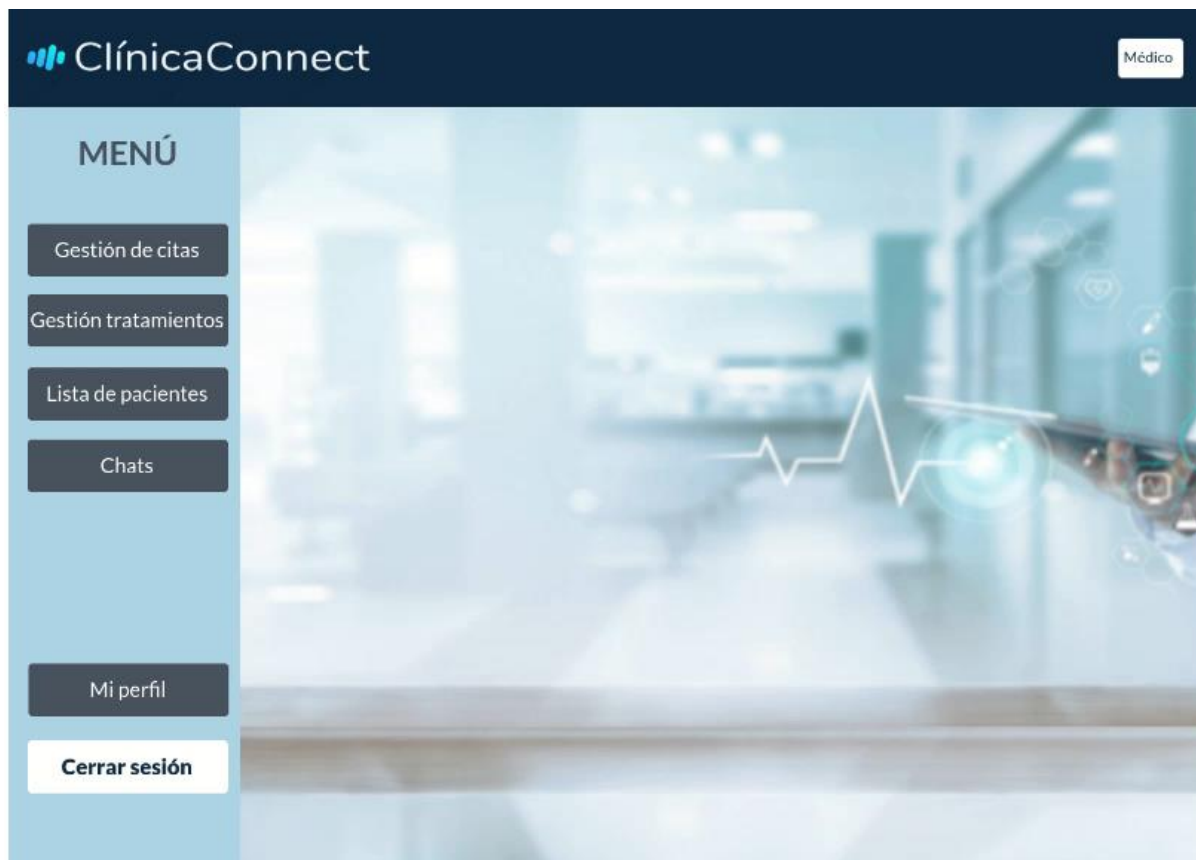 ClínicaConnect
Médico
MENÚ
Gestión de citas
Gestión tratamientos
Lista de pacientes
Chats
Mi perfil
Cerrar sesión